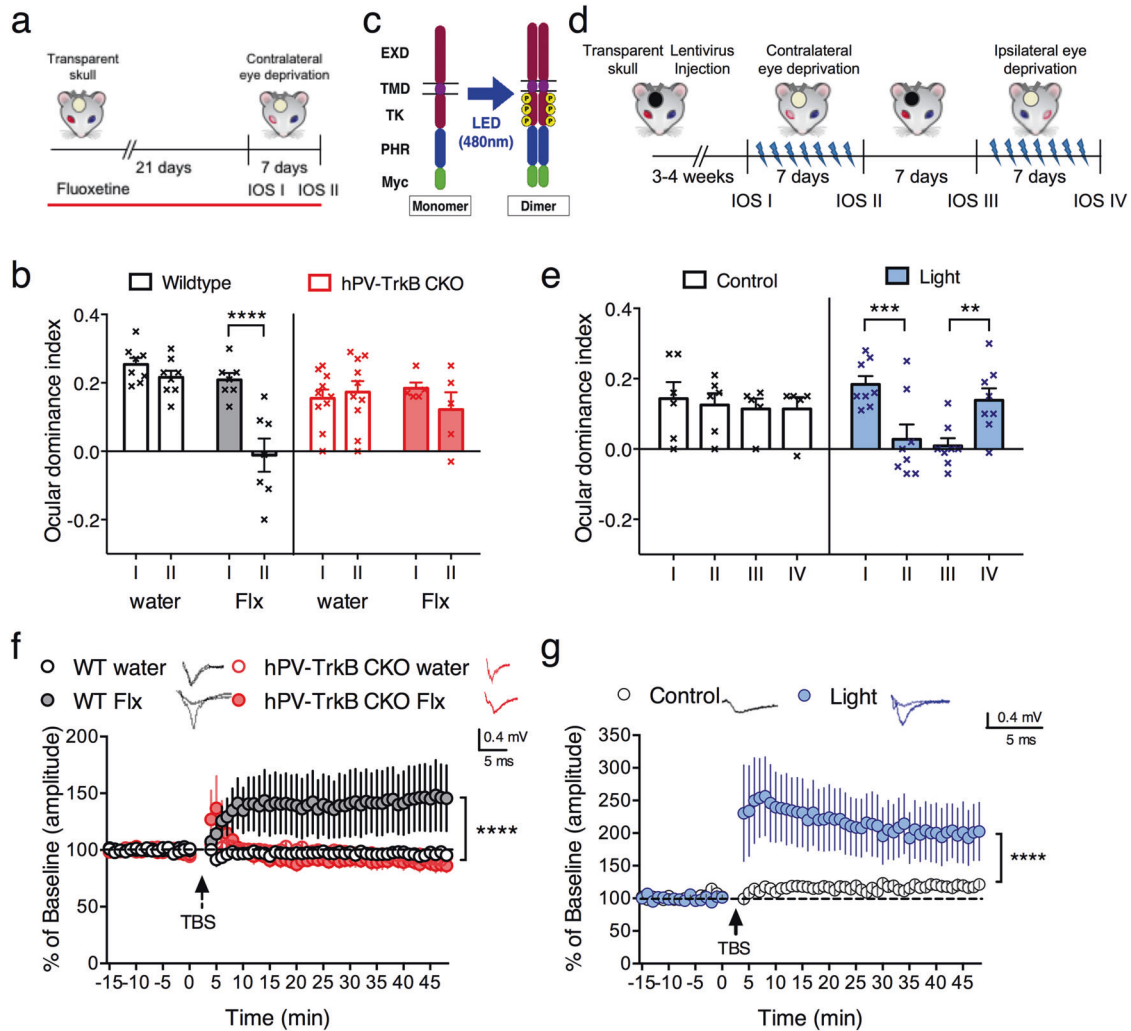 a
Transparent
skull
Contralateral
eye deprivation
21 days
7 days
Fluoxetine
IOS I
IOS II
c
EXD
TMD
TK
PHR
Myc
LED
(480nm)
P P
P P
P P
Monomer
Dimer
d
Transparent
skull
Lentivirus
Injection
Contralateral
eye deprivation
Ipsilateral eye
deprivation
3-4 weeks
7 days
7 days
7 days
IOS I
IOS II
IOS III
IOS IV
b
Wildtype
hPV-TrkB CKO
Ocular dominance index
0.4
0.2
0.0
-0.2
****
I II I II I II I II
water Flx water Flx
e
Control
Light
Ocular dominance index
0.4
0.2
0.0
-0.2
*** **
I II III IV I II III IV
f
WT water
hPV-TrkB CKO water
WT Flx
hPV-TrkB CKO Flx
0.4 mV
5 ms
% of Baseline (amplitude)
200
150
100
50
0
****
TBS
-15 -10 -5 0 5 10 15 20 25 30 35 40 45
Time (min)
g
Control
Light
0.4 mV
5 ms
% of Baseline (amplitude)
350
300
250
200
150
100
50
0
****
TBS
-15 -10 -5 0 5 10 15 20 25 30 35 40 45
Time (min)